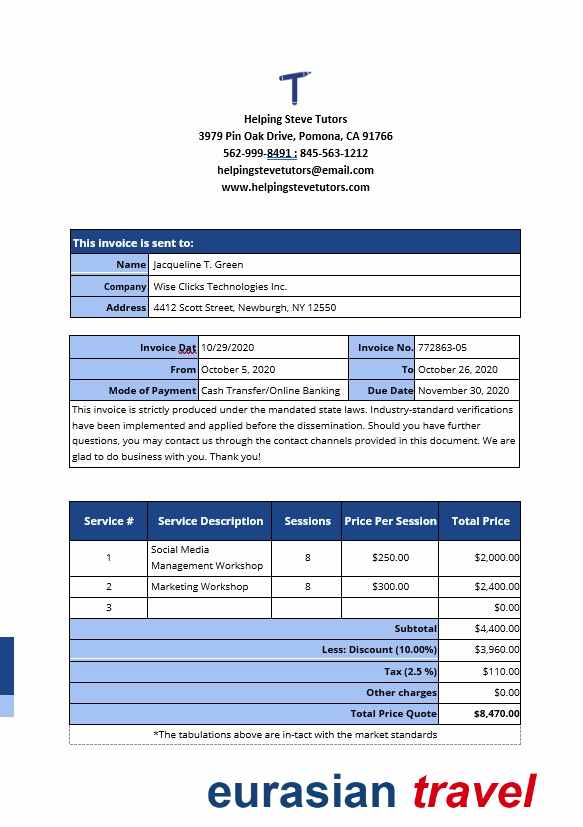 T
Helping Steve Tutors
3979 Pin Oak Drive, Pomona, CA 91766
562-999-8491 ; 845-563-1212
helpingstevetutors@email.com
www.helpingstevetutors.com
This invoice is sent to:
Name Jacqueline T. Green
Company Wise Clicks Technologies Inc.
Address 4412 Scott Street, Newburgh, NY 12550
Invoice Dat 10/29/2020 Invoice No. 772863-05
From October 5, 2020 To October 26, 2020
Mode of Payment Cash Transfer/Online Banking Due Date November 30, 2020
This invoice is strictly produced under the mandated state laws. Industry-standard verifications
have been implemented and applied before the dissemination. Should you have further
questions, you may contact us through the contact channels provided in this document. We are
glad to do business with you. Thank you!
Service # Service Description Sessions Price Per Session Total Price
1 Social Media
Management Workshop 8 $250.00 $2,000.00
2 Marketing Workshop 8 $300.00 $2,400.00
3 $0.00
Subtotal $4,400.00
Less: Discount (10.00%) $3,960.00
Tax (2.5 %) $110.00
Other charges $0.00
Total Price Quote $8,470.00
*The tabulations above are in-tact with the market standards
eurasian travel